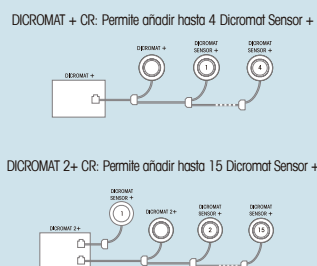 DICROMAT + CR: Permite añadir hasta 4 Dicromat Sensor +
DICROMAT +
DICROMAT +
DICROMAT SENSOR +
1
DICROMAT SENSOR +
4
DICROMAT 2+ CR: Permite añadir hasta 15 Dicromat Sensor +
DICROMAT SENSOR +
1
DICROMAT 2+
DICROMAT 2+
DICROMAT SENSOR +
2
DICROMAT SENSOR +
15